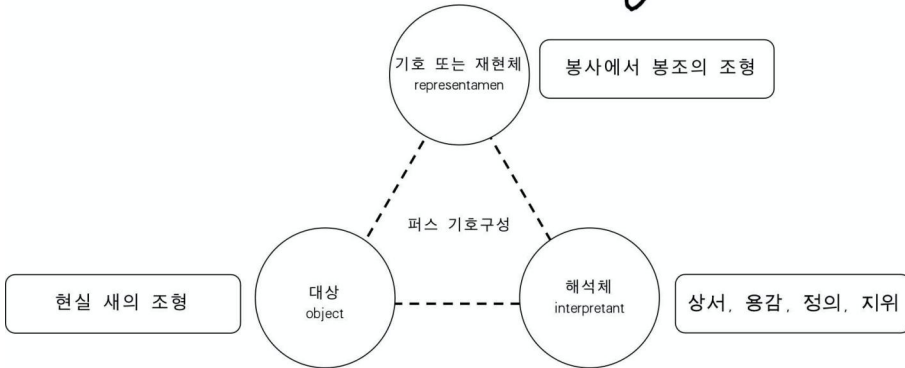 기호 또는 재현체
representamen
봉사에서 봉조의 조형
퍼스 기호구성
현실 새의 조형
대상
object
해석체
interpretant
상서, 용감, 정의, 지위